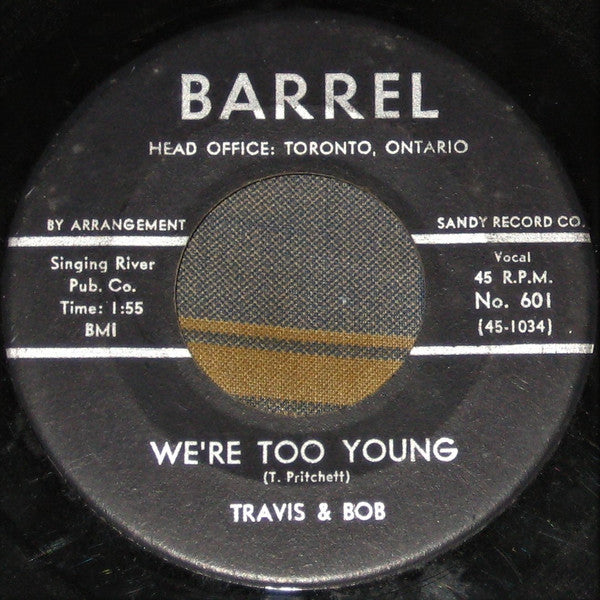 BARREL
HEAD OFFICE: TORONTO, ONTARIO
BY ARRANGEMENT
SANDY RECORD CO.
Singing River
Pub. Co.
Time: 1:55
BMI
Vocal
45 R.P.M.
No. 601
(45-1034)
WE'RE TOO YOUNG
(T. Pritchett)
TRAVIS & BOB